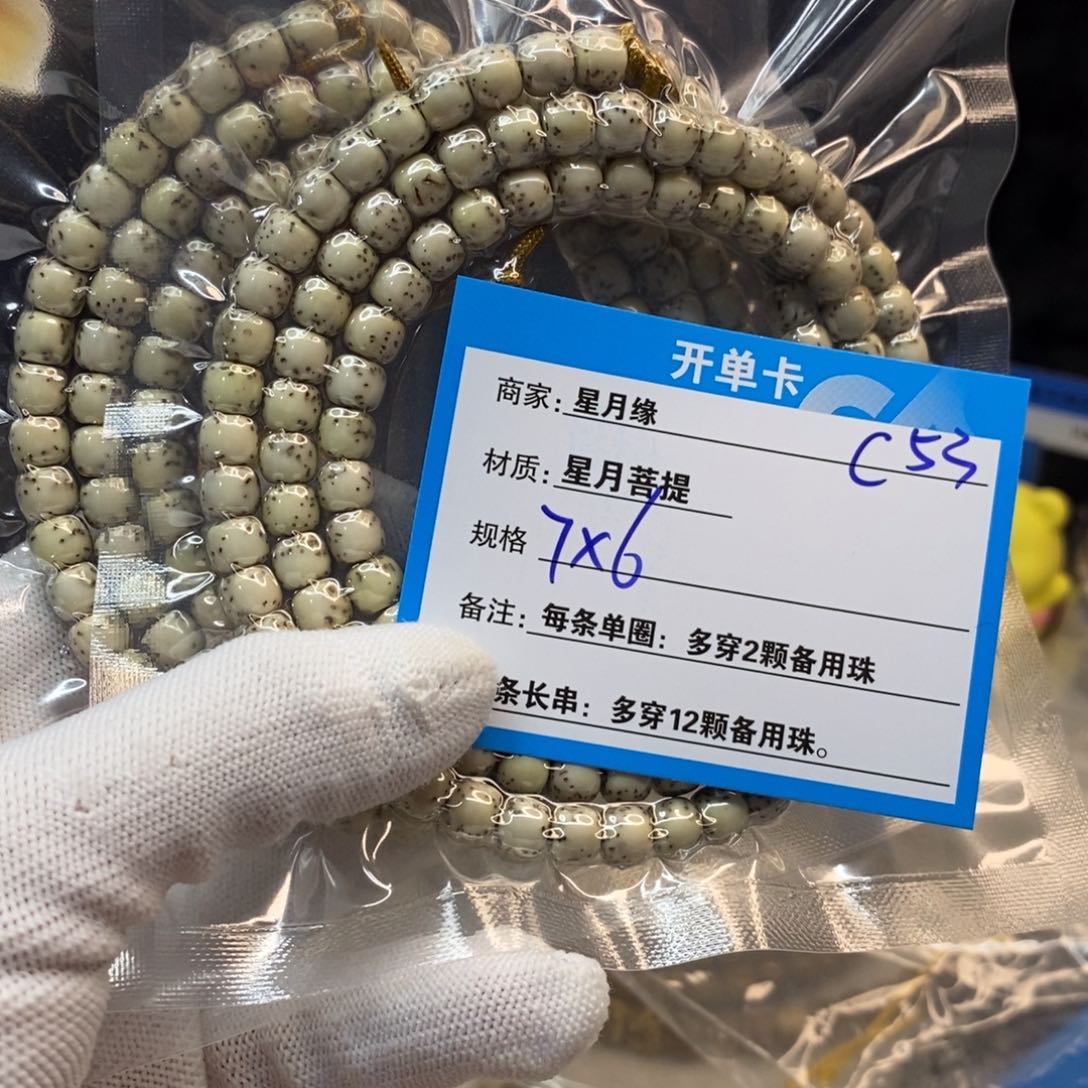 开单卡
商家：星月缘
C53
材质：星月菩提
规格 7x6
备注：每条单圈：多穿2颗备用珠
条长串：多穿12颗备用珠。